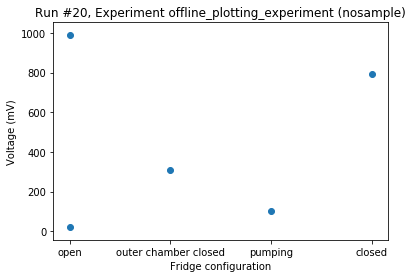 Run #20, Experiment offline_plotting_experiment (nosample)
1000
800
600
400
200
0
Voltage (mV)
open outer chamber closed pumping closed
Fridge configuration